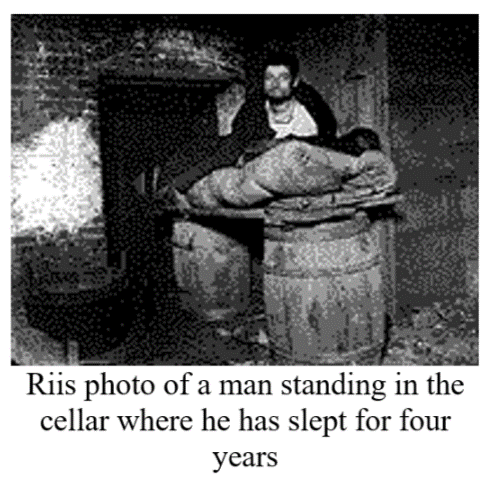 Riis photo of a man standing in the
cellar where he has slept for four
years